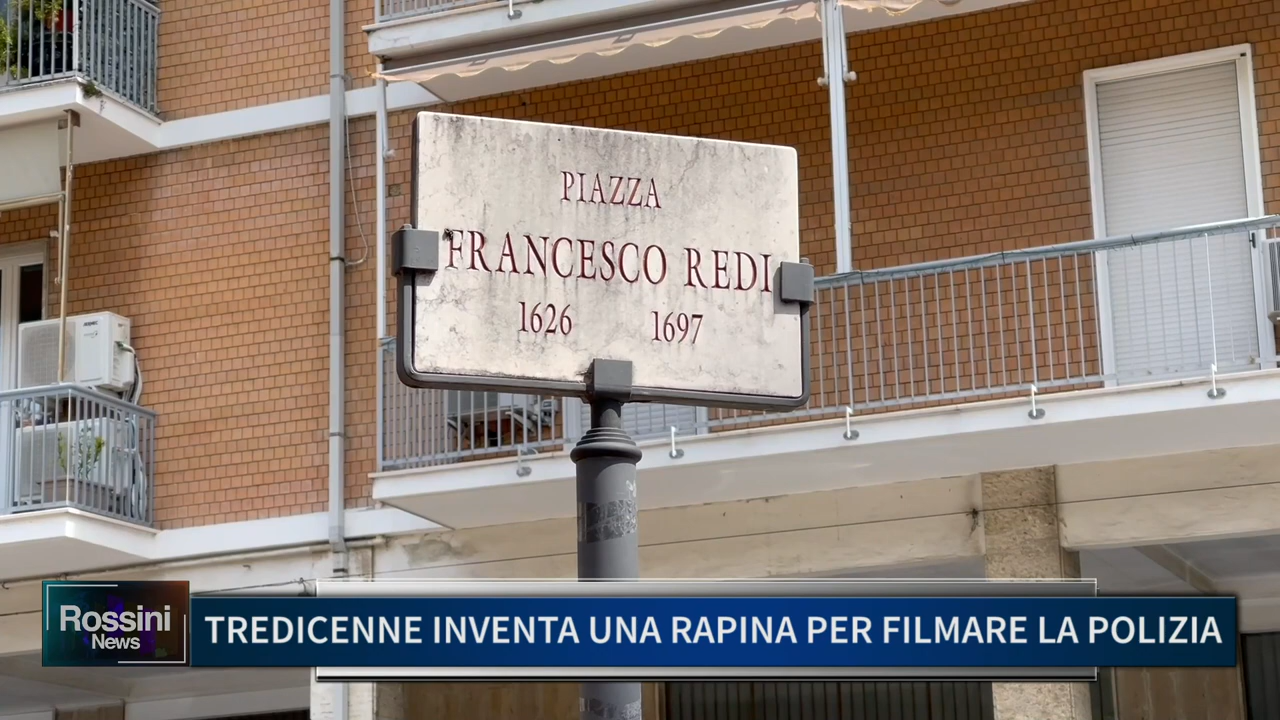 PIAZZA
FRANCESCO REDI
1626 1697
Rossini
News
TREDICENNE INVENTA UNA RAPINA PER FILMARE LA POLIZIA